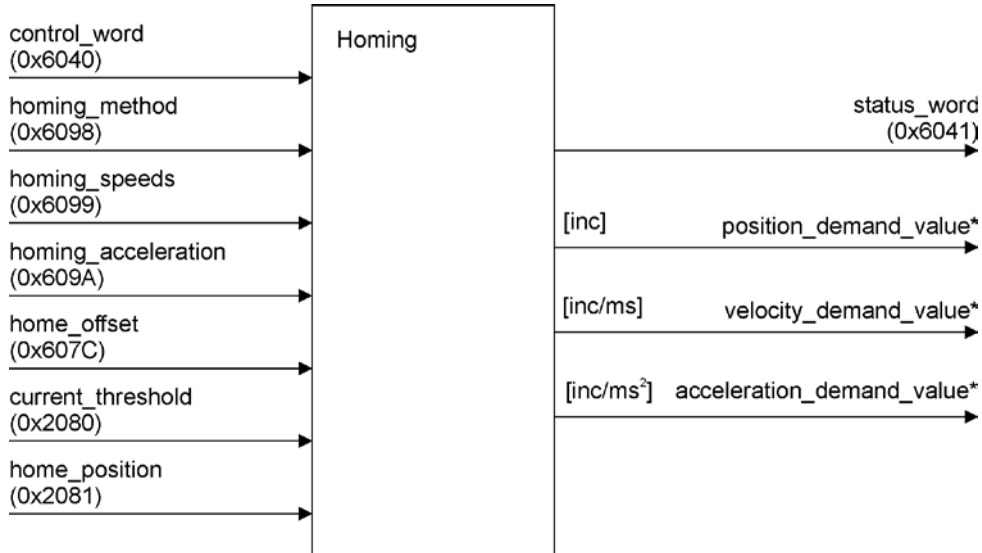 control_word
(0x6040)
homing_method
(0x6098)
homing_speeds
(0x6099)
homing_acceleration
(0x609A)
home_offset
(0x607C)
current_threshold
(0x2080)
home_position
(0x2081)
Homing
status_word
(0x6041)
[inc] position_demand_value*
[inc/ms] velocity_demand_value*
[inc/ms²] acceleration_demand_value*